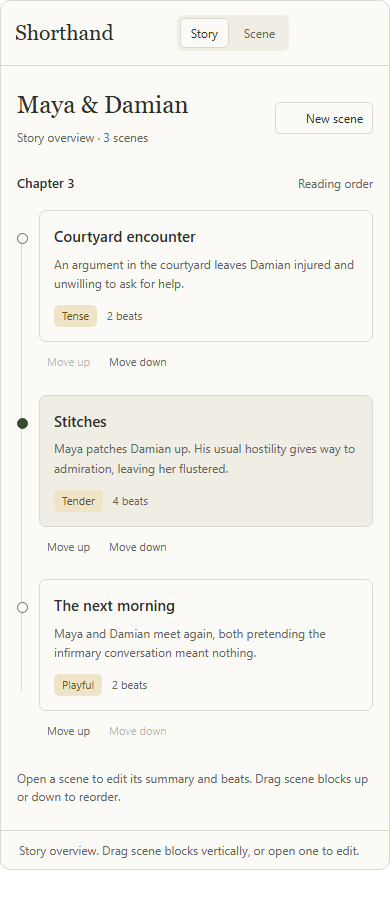 Shorthand
Story
Scene
Maya & Damian
Story overview · 3 scenes
New scene
Chapter 3
Reading order
Courtyard encounter
An argument in the courtyard leaves Damian injured and
unwilling to ask for help.
Tense
2 beats
Move up
Move down
Stitches
Maya patches Damian up. His usual hostility gives way to
admiration, leaving her flustered.
Tender
4 beats
Move up
Move down
The next morning
Maya and Damian meet again, both pretending the
infirmary conversation meant nothing.
Playful
2 beats
Move up
Move down
Open a scene to edit its summary and beats. Drag scene blocks up
or down to reorder.
Story overview. Drag scene blocks vertically, or open one to edit.